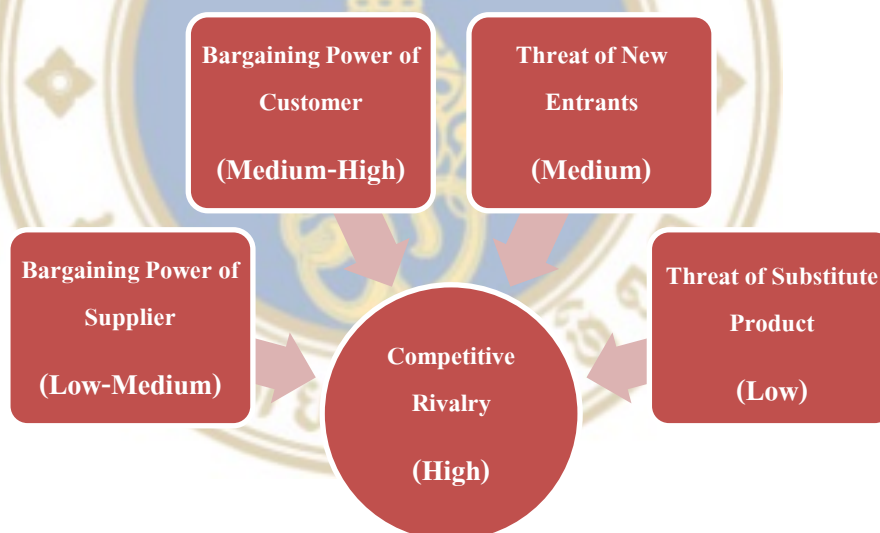 Bargaining Power of
Customer
(Medium-High)
Threat of New
Entrants
(Medium)
Bargaining Power of
Supplier
(Low-Medium)
Threat of Substitute
Product
(Low)
Competitive
Rivalry
(High)